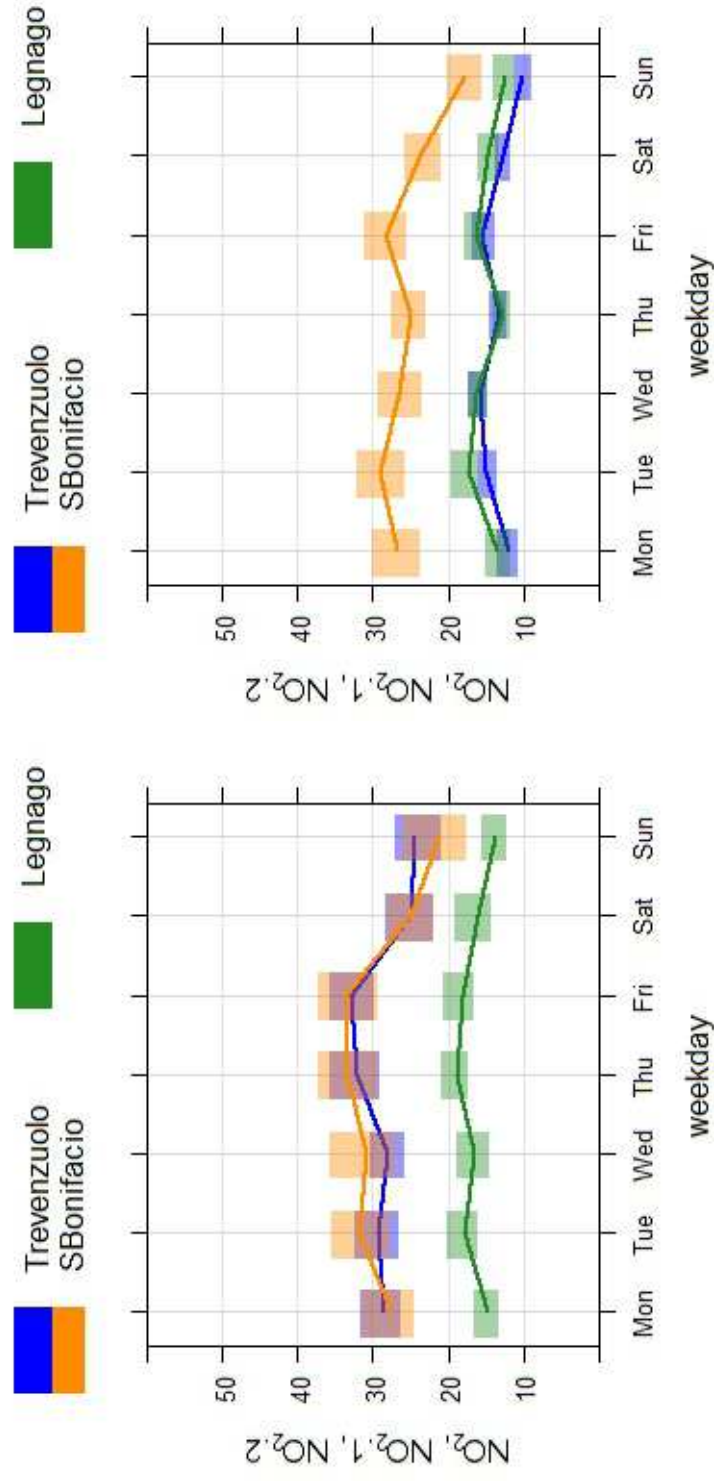 Trevenzuolo
SBonifacio
Legnago
NO₂, NO₂.1, NO₂.2
50
40
30
20
10
Mon Tue Wed Thu Fri Sat Sun
weekday
Trevenzuolo
SBonifacio
Legnago
NO₂, NO₂.1, NO₂.2
50
40
30
20
10
Mon Tue Wed Thu Fri Sat Sun
weekday